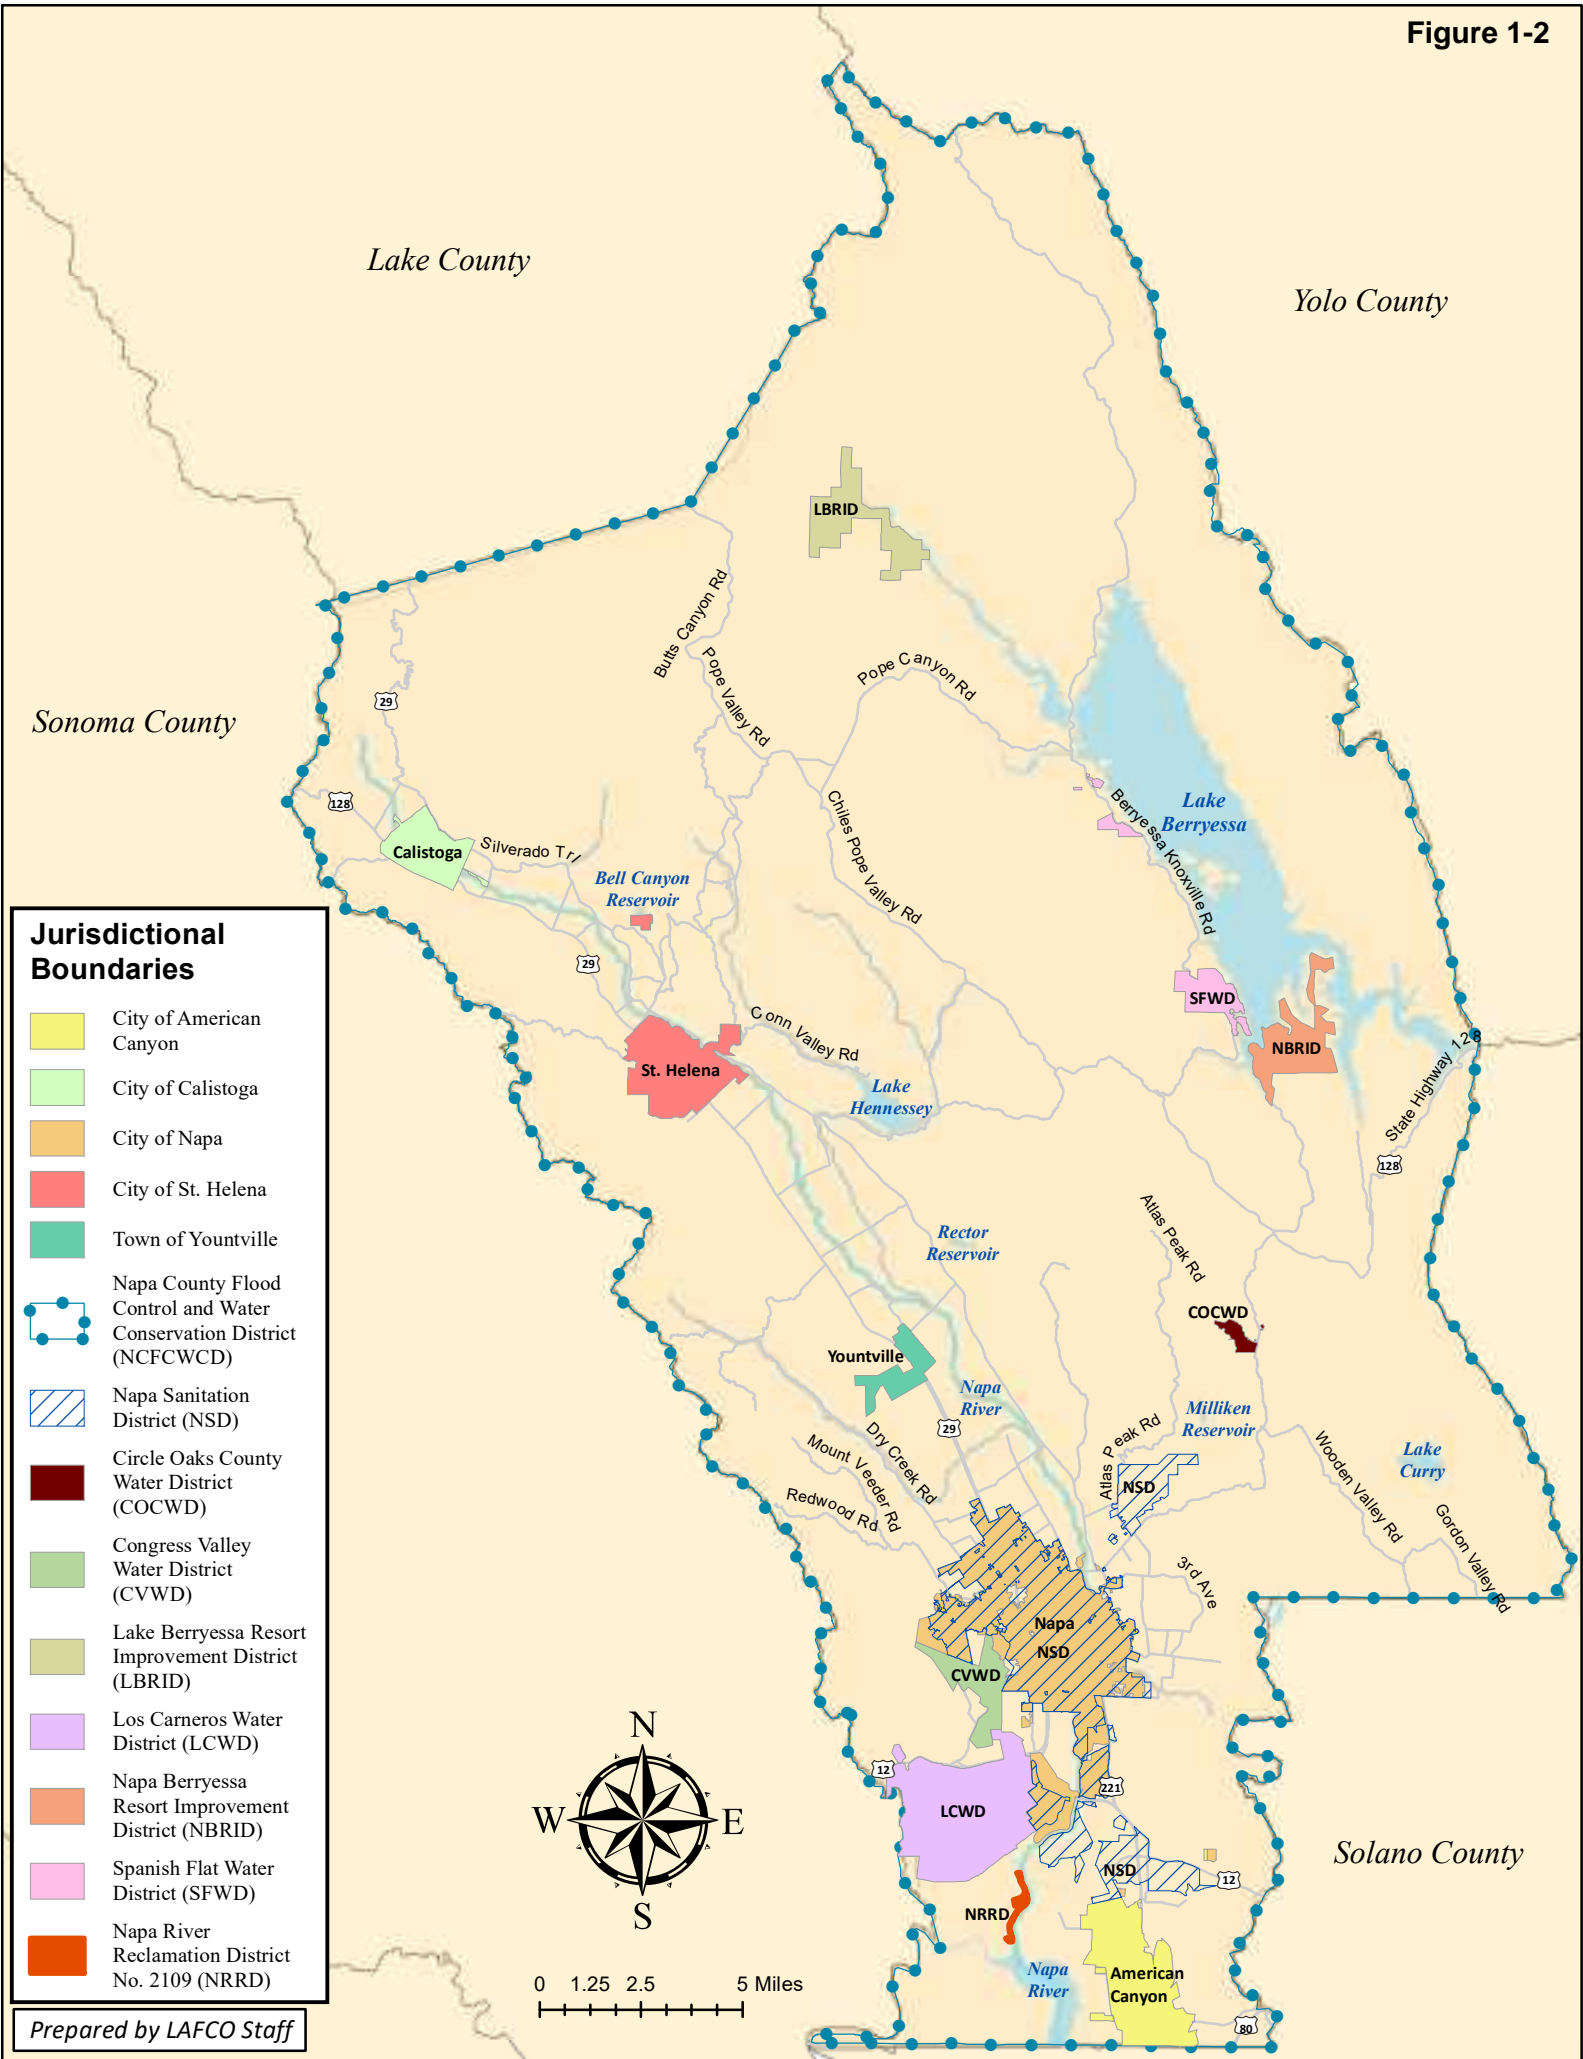 Figure 1-2
Lake County
Yolo County
Sonoma County
Solano County
LBRID
Butts Canyon Rd
Pope Valley Rd
Pope Canyon Rd
29
128
Calistoga
Silverado Trl
Bell Canyon
Reservoir
29
Chiles Pope Valley Rd
Berryessa Knoxville Rd
Lake
Berryessa
SFWD
NBRID
State Highway 128
128
St. Helena
Conn Valley Rd
Lake
Hennessey
Rector
Reservoir
Atlas Peak Rd
COCWD
Yountville
Napa
River
29
Milliken
Reservoir
Atlas Peak Rd
NSD
Lake
Curry
Wooden Valley Rd
Gordon Valley Rd
Dry Creek Rd
Mount Veeder Rd
Redwood Rd
3rd Ave
Napa
NSD
CVWD
12
LCWD
221
NSD
12
NRRD
Napa
River
American
Canyon
80
Jurisdictional
Boundaries
City of American
Canyon
City of Calistoga
City of Napa
City of St. Helena
Town of Yountville
Napa County Flood
Control and Water
Conservation District
(NCFCWCD)
Napa Sanitation
District (NSD)
Circle Oaks County
Water District
(COCWD)
Congress Valley
Water District
(CVWD)
Lake Berryessa Resort
Improvement District
(LBRID)
Los Carneros Water
District (LCWD)
Napa Berryessa
Resort Improvement
District (NBRID)
Spanish Flat Water
District (SFWD)
Napa River
Reclamation District
No. 2109 (NRRD)
Prepared by LAFCO Staff
N
W
E
S
0 1.25 2.5 5 Miles